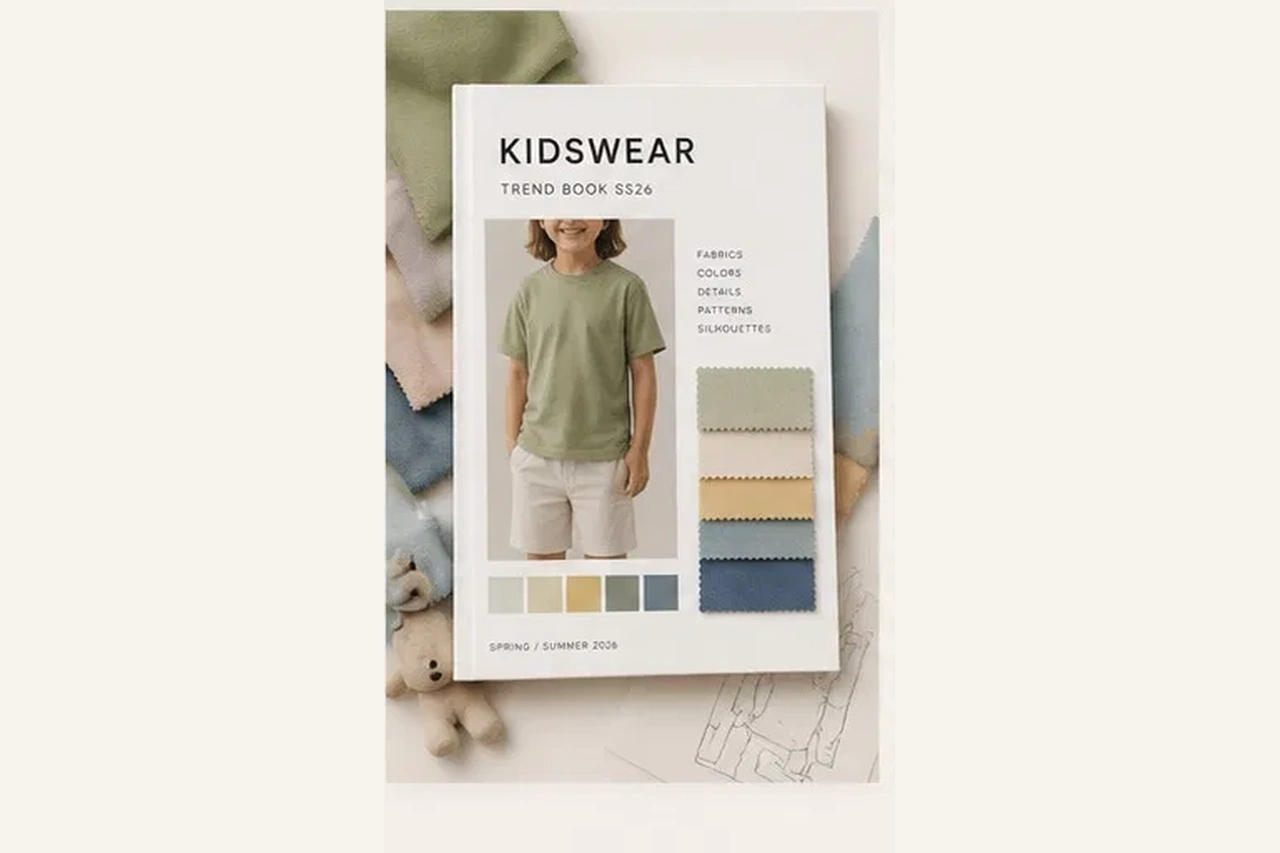 KIDSWEAR
TREND BOOK SS26
FABRICS
COLORS
DETAILS
PATTERNS
SILHOUETTES
SPRING / SUMMER 2026